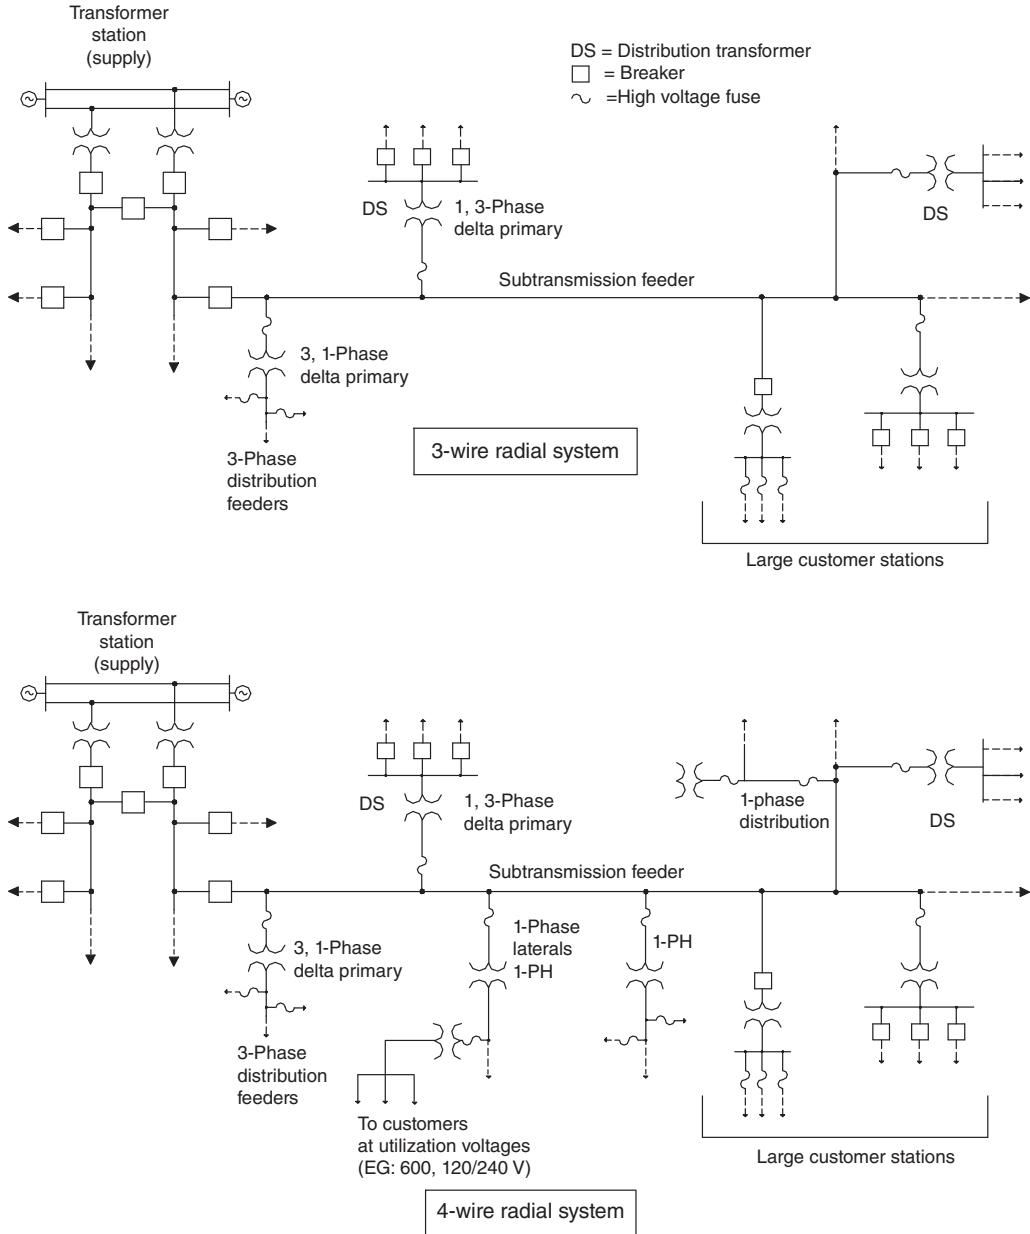 Transformer
station
(supply)
DS = Distribution transformer
= Breaker
=High voltage fuse
DS
1, 3-Phase
delta primary
DS
Subtransmission feeder
3, 1-Phase
delta primary
3-Phase
distribution
feeders
3-wire radial system
Large customer stations
Transformer
station
(supply)
DS
1, 3-Phase
delta primary
1-phase
distribution
DS
Subtransmission feeder
3, 1-Phase
delta primary
1-Phase
laterals
1-PH
1-PH
3-Phase
distribution
feeders
To customers
at utilization voltages
(EG: 600, 120/240 V)
Large customer stations
4-wire radial system